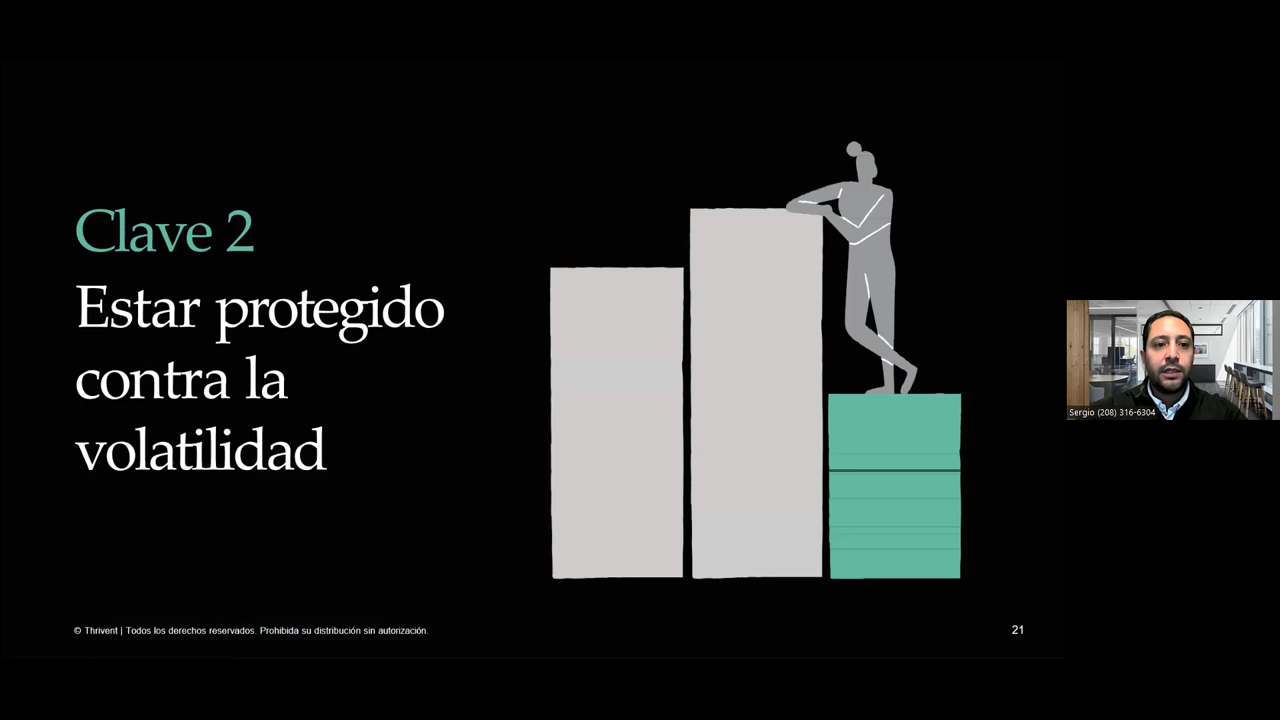 Clave 2
Estar protegido
contra la
volatilidad
Sergio (208) 316-6304
© Thrivent | Todos los derechos reservados. Prohibida su distribución sin autorización.
21